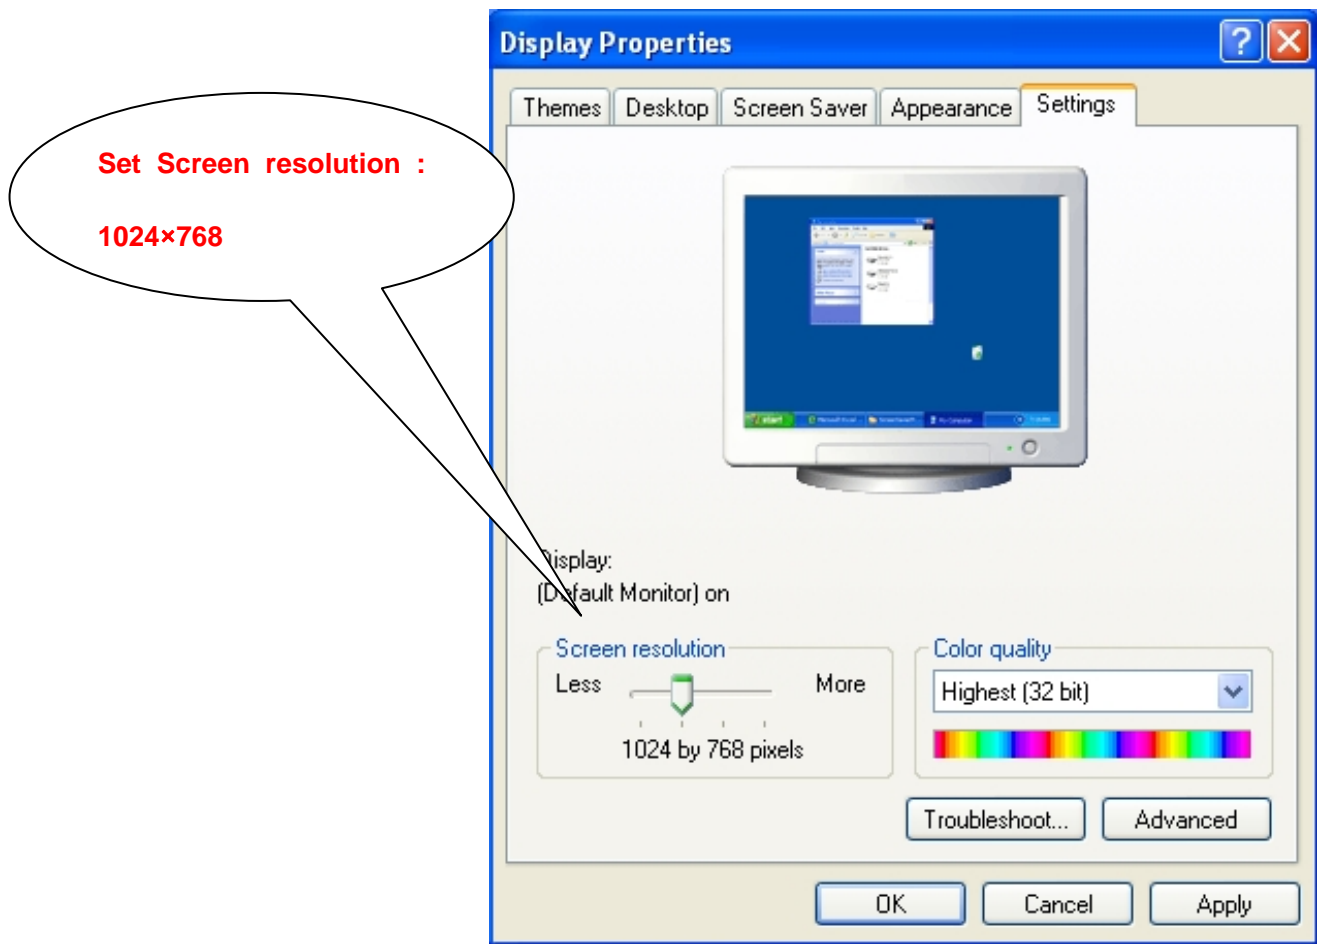 Display Properties
Themes Desktop Screen Saver Appearance Settings
Set Screen resolution :
1024×768
start
Display:
(Default Monitor) on
Screen resolution
Less More
1024 by 768 pixels
Color quality
Highest (32 bit)
Troubleshoot... Advanced
OK Cancel Apply